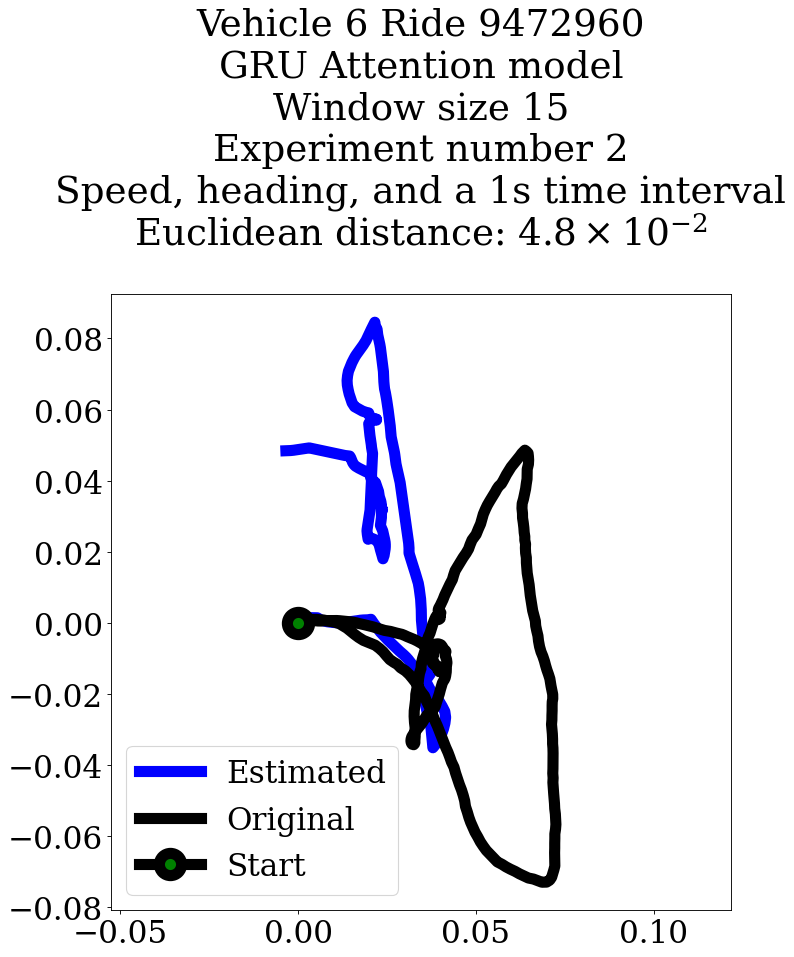 Vehicle 6 Ride 9472960
GRU Attention model
Window size 15
Experiment number 2
Speed, heading, and a 1s time interval
Euclidean distance: 4.8 × 10⁻²
0.08
0.06
0.04
0.02
0.00
−0.02
−0.04
−0.06
−0.08
Estimated
Original
Start
−0.05 0.00 0.05 0.10